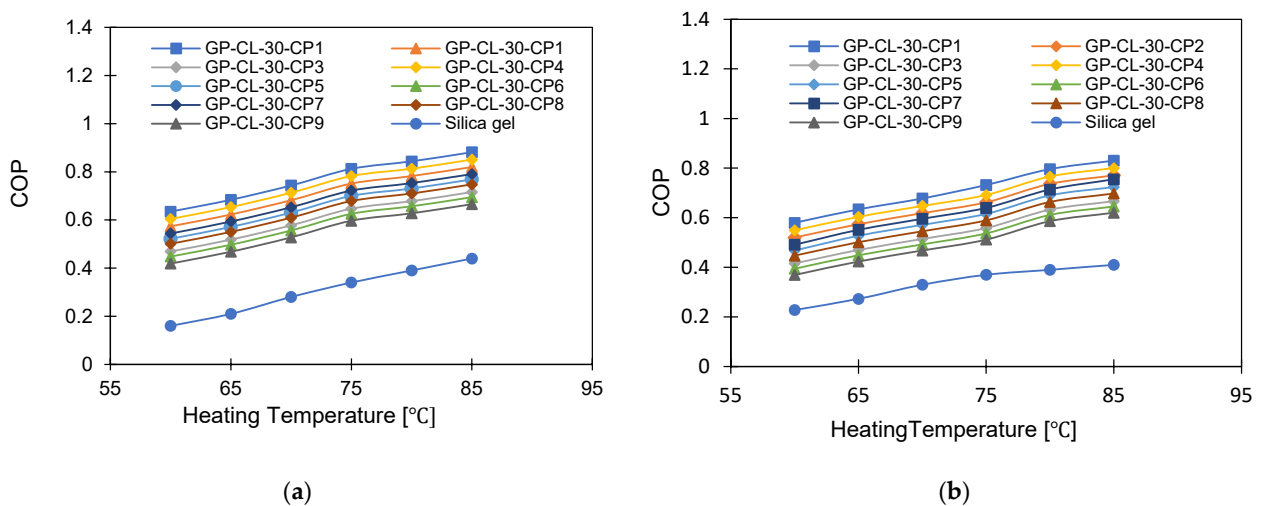 1.4
1.2
1
0.8
0.6
0.4
0.2
0
COP
GP-CL-30-CP1 GP-CL-30-CP1
GP-CL-30-CP3 GP-CL-30-CP4
GP-CL-30-CP5 GP-CL-30-CP6
GP-CL-30-CP7 GP-CL-30-CP8
GP-CL-30-CP9 Silica gel
55 65 75 85 95
Heating Temperature [°C]
(a)
1.4
1.2
1
0.8
0.6
0.4
0.2
0
COP
GP-CL-30-CP1 GP-CL-30-CP2
GP-CL-30-CP3 GP-CL-30-CP4
GP-CL-30-CP5 GP-CL-30-CP6
GP-CL-30-CP7 GP-CL-30-CP8
GP-CL-30-CP9 Silica gel
55 65 75 85 95
HeatingTemperature [°C]
(b)